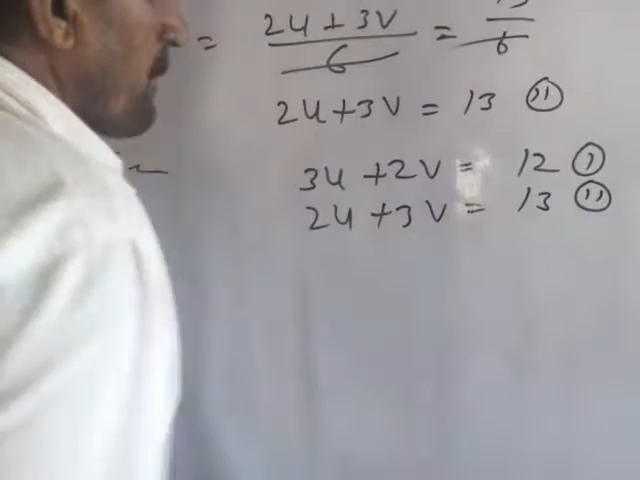 = 2u + 3v / 6 = 13 / 6
2u + 3v = 13 (ii)
3u + 2v = 12 (i)
2u + 3v = 13 (ii)